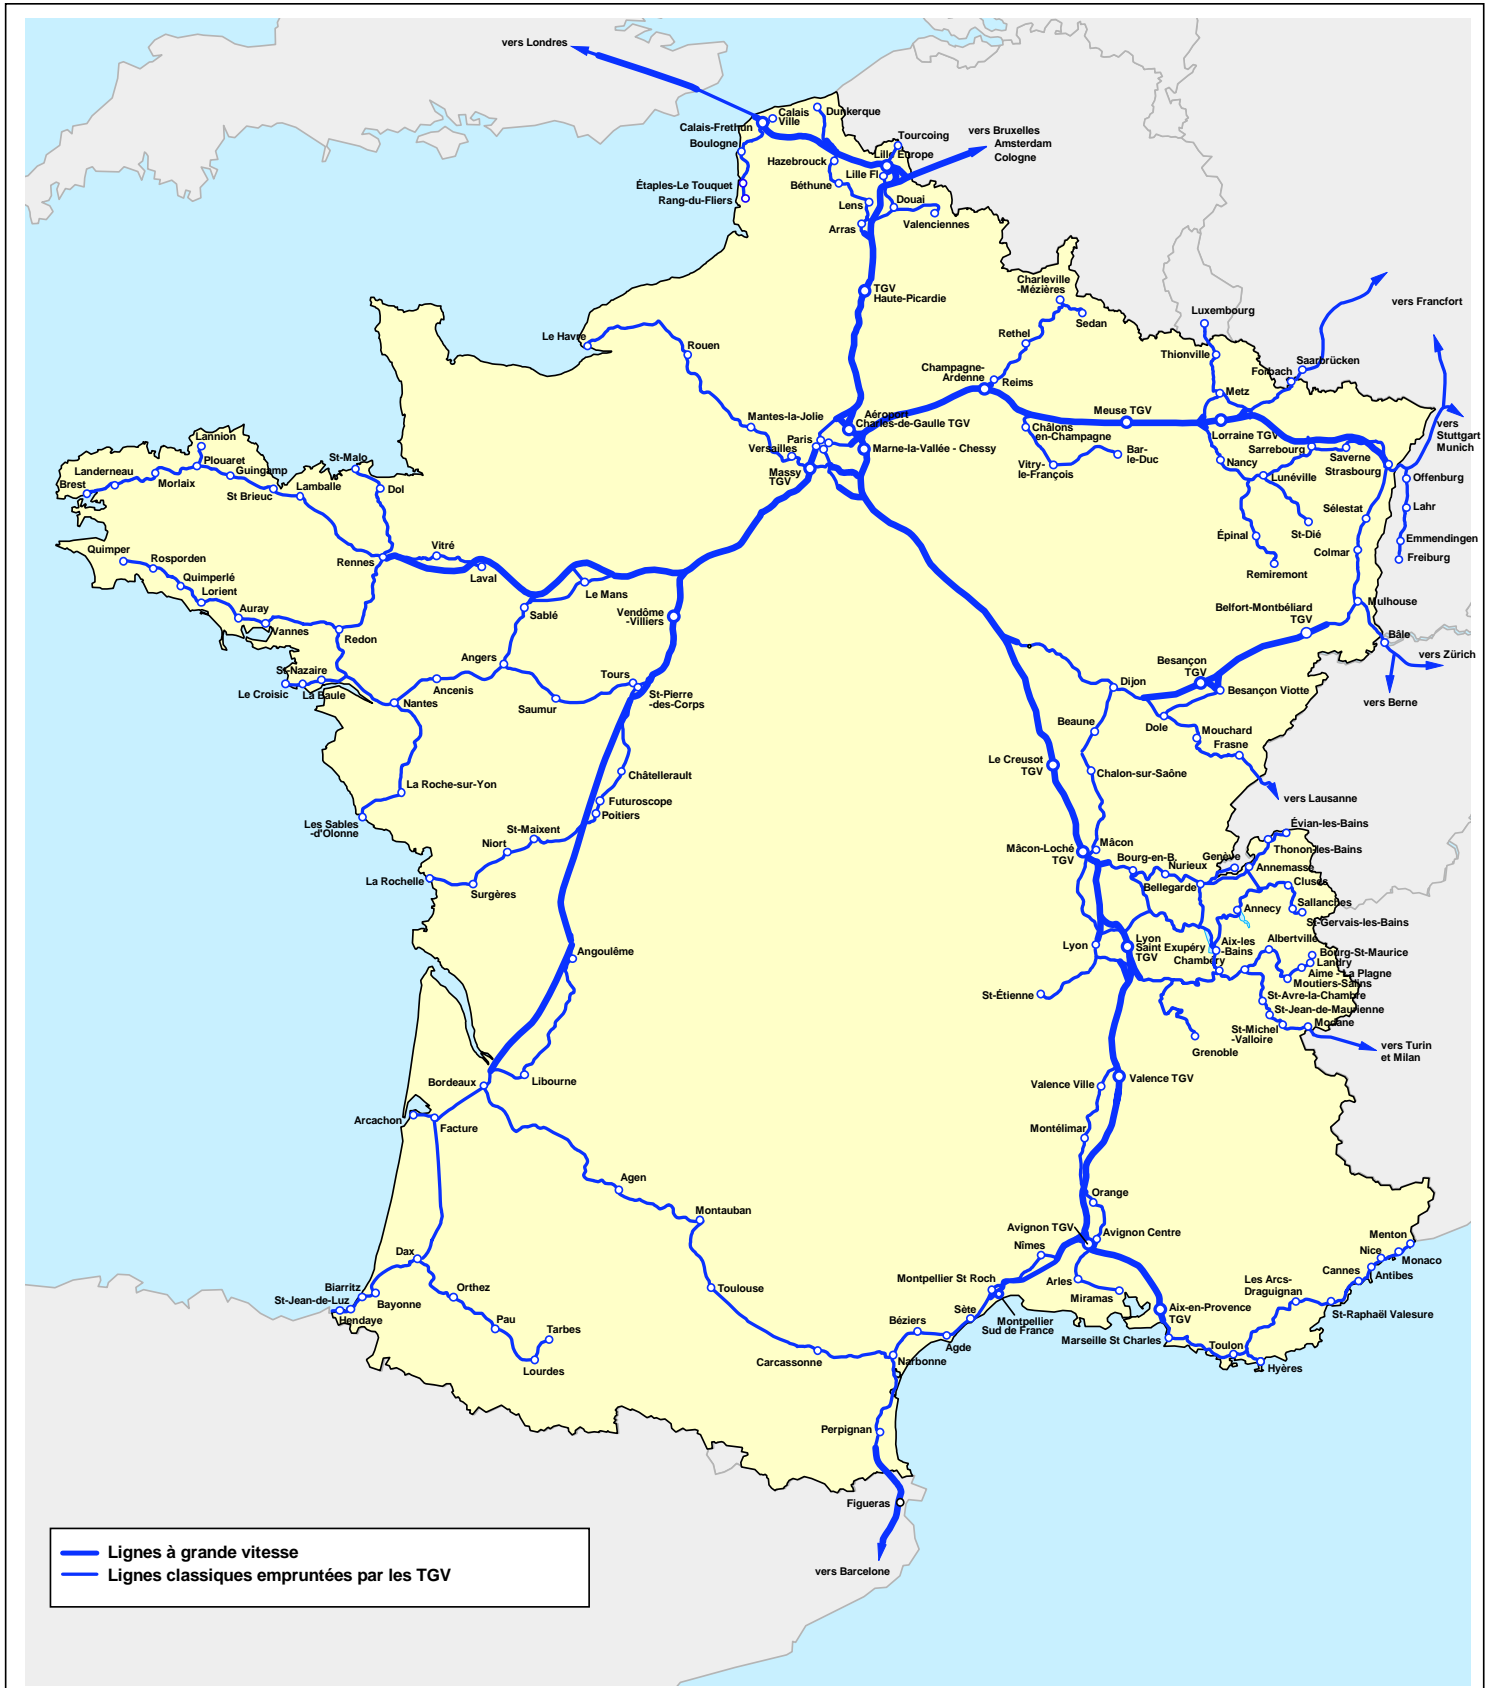 vers Londres
Calais
Ville
Dunkerque
Calais-Frethun
Boulogne
Tourcoing
vers Bruxelles
Amsterdam
Cologne
Hazebrouck
Lille Europe
Lille Fl
Étaples-Le Touquet
Béthune
Rang-du-Fliers
Lens
Douai
Arras
Valenciennes
TGV
Haute-Picardie
Charleville
-Mézières
Sedan
Rethel
Luxembourg
vers Francfort
Le Havre
Rouen
Thionville
Saarbrücken
Folbach
Champagne-
Ardenne
Reims
Metz
Mantes-la-Jolie
Aéroport
Charles-de-Gaulle TGV
Meuse TGV
Châlons
en-Champagne
Lorraine TGV
vers
Stuttgart
Munich
Paris
Versailles
Marne-la-Vallée - Chessy
Massy
TGV
Bar-
le-Duc
Vitry-
le-François
Sarrebourg
Saverne
Strasbourg
Nancy
Lunéville
Offenburg
Lannion
Plouaret
St-Malo
Landerneau
Guingamp
Brest
Morlaix
St Brieuc
Lamballe
Dol
Sélestat
Lahr
Épinal
St-Dié
Emmendingen
Colmar
Freiburg
Remiremont
Quimper
Rosporden
Rennes
Vitré
Laval
Quimperlé
Le Mans
Lorient
Sablé
Auray
Vendôme
-Villiers
Belfort-Montbéliard
TGV
Mulhouse
Vannes
Redon
Bâle
vers Zürich
Angers
St-Nazaire
Tours
Besançon
TGV
Le Croisic
La Baule
Ancenis
Nantes
Saumur
St-Pierre
-des-Corps
Dijon
Besançon Viotte
vers Berne
Beaune
Dole
Mouchard
Frasne
Le Creusot
TGV
Châtellerault
Chalon-sur-Saône
La Roche-sur-Yon
vers Lausanne
Futuroscope
Poitiers
Les Sables
-d'Olonne
St-Maixent
Évian-les-Bains
Niort
Mâcon
Mâcon-Loché
TGV
Thonon-les-Bains
Bourg-en-B.
Nurieux
Genève
Annemasse
La Rochelle
Surgères
Bellegarde
Cluses
Sallanches
Annecy
St-Gervais-les-Bains
Angoulême
Lyon
Lyon
Saint Exupéry
TGV
Aix-les
-Bains
Albertville
Bourg-St-Maurice
Chambéry
Landry
Aime - La Plagne
Moutiers-Salins
St-Étienne
St-Avre-la-Chambre
St-Jean-de-Maurienne
St-Michel
-Valloire
Modane
Grenoble
vers Turin
et Milan
Libourne
Bordeaux
Valence Ville
Valence TGV
Arcachon
Facture
Montélimar
Agen
Orange
Montauban
Avignon TGV
Avignon Centre
Menton
Dax
Nîmes
Nice
Monaco
Cannes
Antibes
Biarritz
St-Jean-de-Luz
Hendaye
Bayonne
Orthez
Toulouse
Montpellier St Roch
Arles
Miramas
Les Arcs-
Draguignan
St-Raphaël Valesure
Pau
Tarbes
Sète
Montpellier
Sud de France
Aix-en-Provence
TGV
Béziers
Agde
Marseille St Charles
Toulon
Hyères
Lourdes
Carcassonne
Narbonne
Perpignan
Figueras
Lignes à grande vitesse
Lignes classiques empruntées par les TGV
vers Barcelone